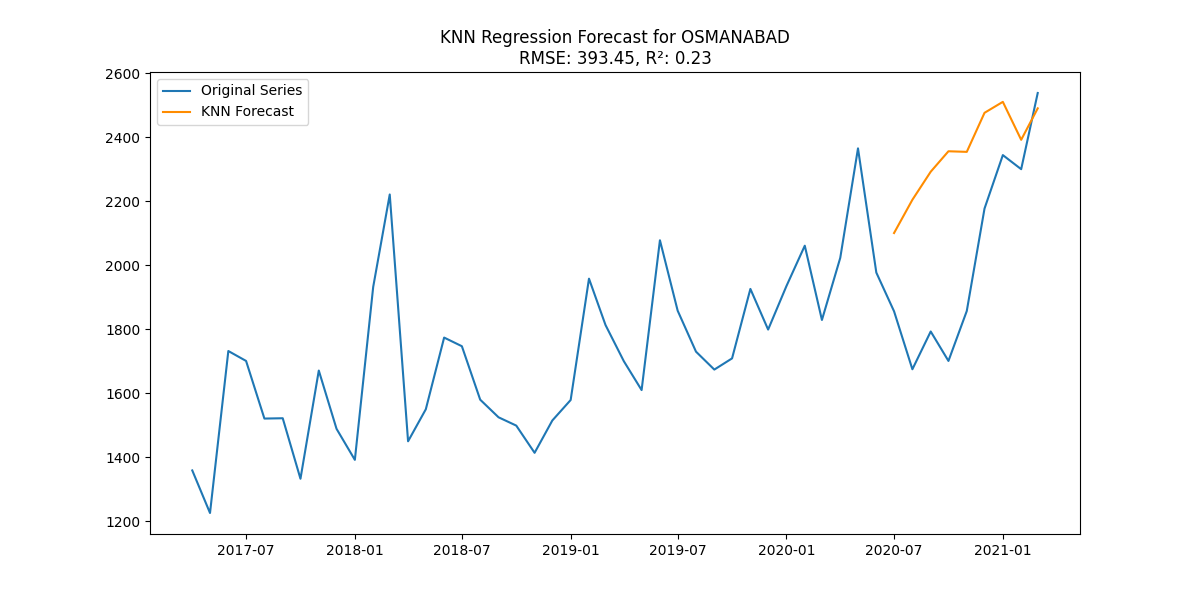 KNN Regression Forecast for OSMANABAD
RMSE: 393.45, R²: 0.23
Original Series
KNN Forecast
2600
2400
2200
2000
1800
1600
1400
1200
2017-07 2018-01 2018-07 2019-01 2019-07 2020-01 2020-07 2021-01